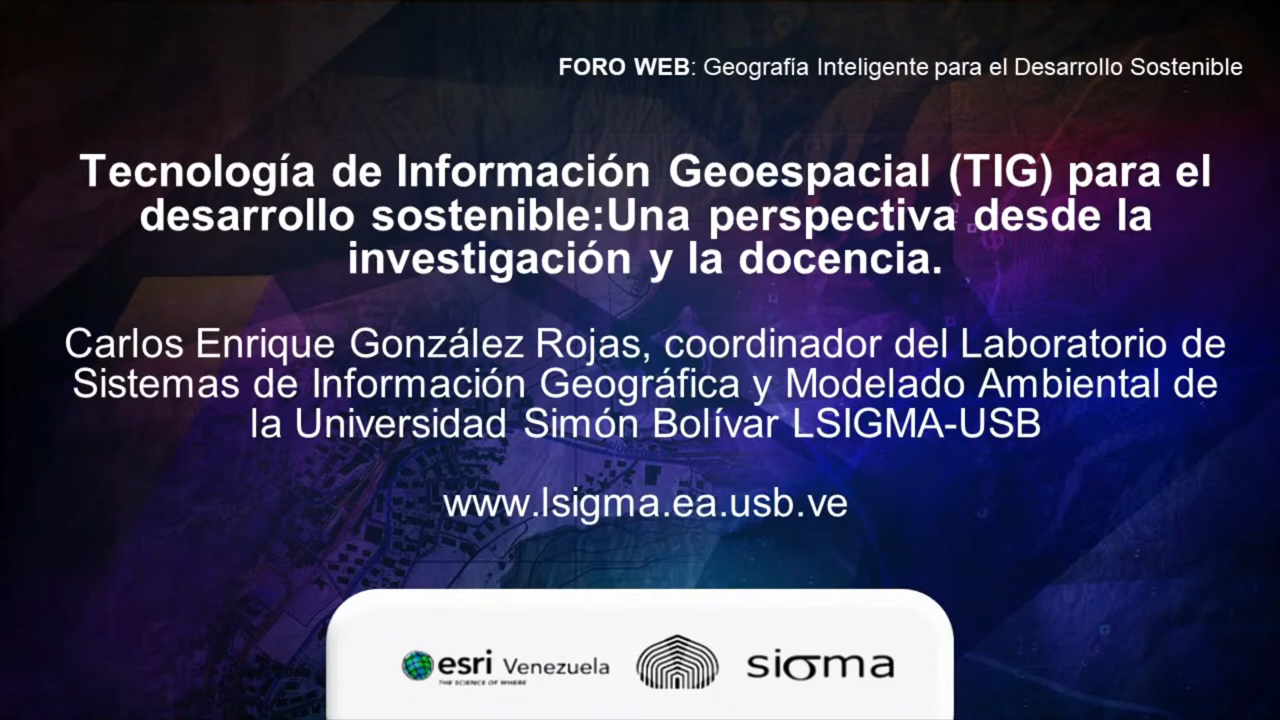 FORO WEB: Geografía Inteligente para el Desarrollo Sostenible
Tecnología de Información Geoespacial (TIG) para el
desarrollo sostenible:Una perspectiva desde la
investigación y la docencia.
Carlos Enrique González Rojas, coordinador del Laboratorio de
Sistemas de Información Geográfica y Modelado Ambiental de
la Universidad Simón Bolívar LSIGMA-USB
www.lsigma.ea.usb.ve
esri Venezuela
THE SCIENCE OF WHERE
sigma